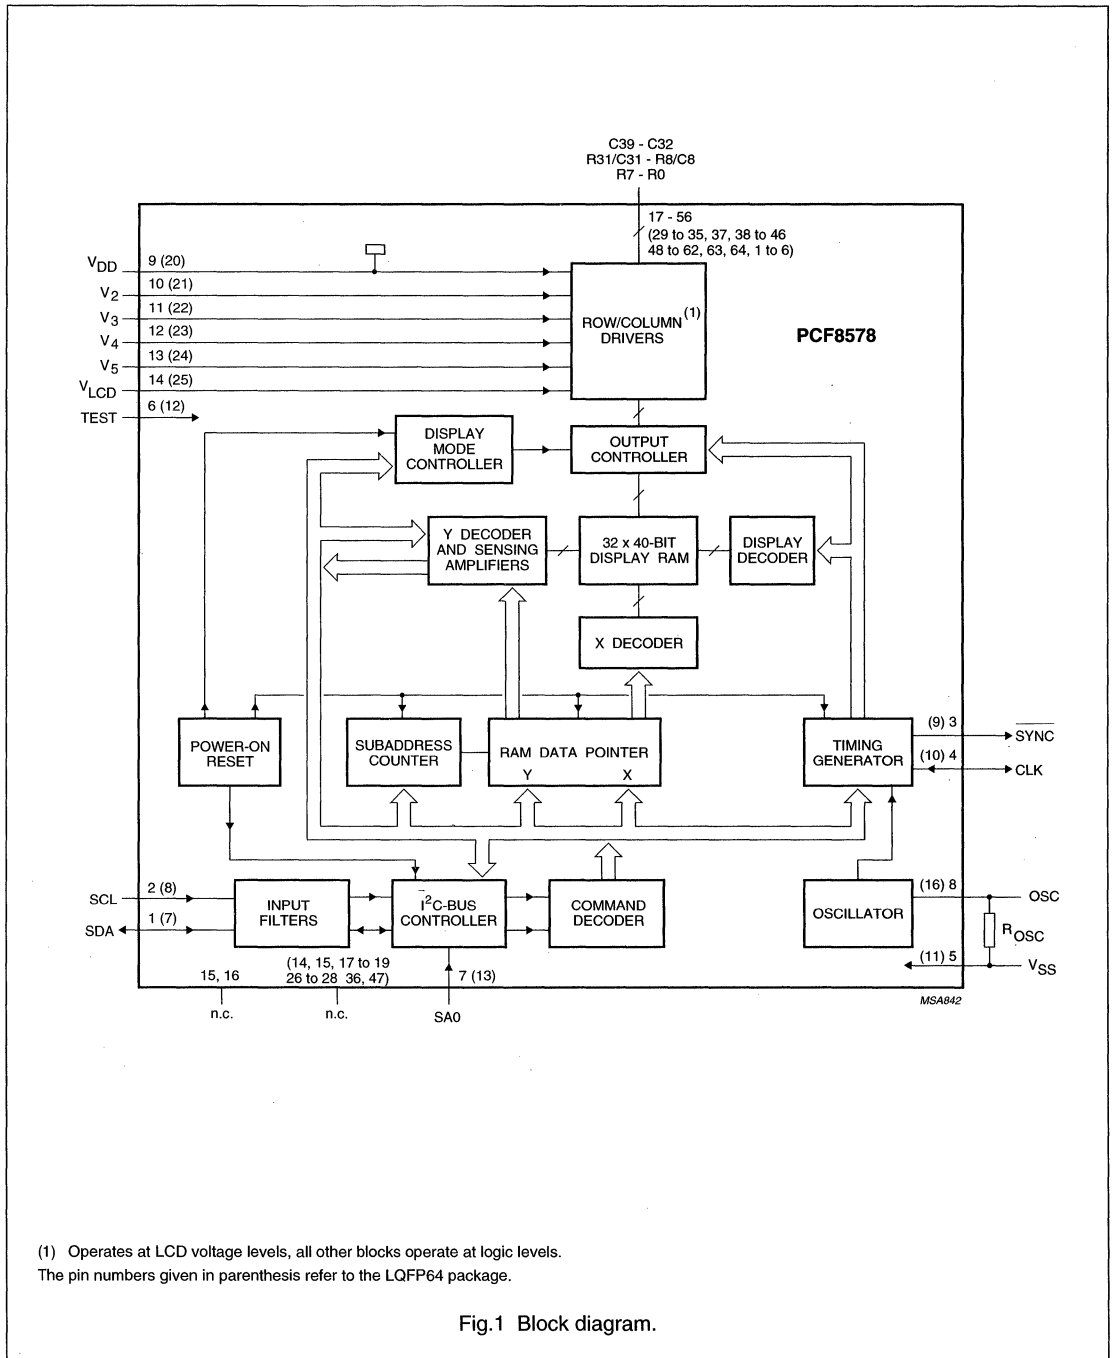 C39 - C32
R31/C31 - R8/C8
R7 - R0
17 - 56
(29 to 35, 37, 38 to 46
48 to 62, 63, 64, 1 to 6)
VDD
9 (20)
V2
10 (21)
V3
11 (22)
V4
12 (23)
V5
13 (24)
VLCD
14 (25)
TEST
6 (12)
ROW/COLUMN (1)
DRIVERS
PCF8578
DISPLAY
MODE
CONTROLLER
OUTPUT
CONTROLLER
Y DECODER
AND SENSING
AMPLIFIERS
32 x 40-BIT
DISPLAY RAM
DISPLAY
DECODER
X DECODER
POWER-ON
RESET
SUBADDRESS
COUNTER
RAM DATA POINTER
Y X
TIMING
GENERATOR
(9) 3
SYNC
(10) 4
CLK
SCL
2 (8)
SDA
1 (7)
INPUT
FILTERS
I2C-BUS
CONTROLLER
COMMAND
DECODER
OSCILLATOR
(16) 8
OSC
ROSC
(11) 5
VSS
15, 16
n.c.
(14, 15, 17 to 19
26 to 28 36, 47)
n.c.
7 (13)
SA0
MSA842
(1) Operates at LCD voltage levels, all other blocks operate at logic levels.
The pin numbers given in parenthesis refer to the LQFP64 package.
Fig.1 Block diagram.